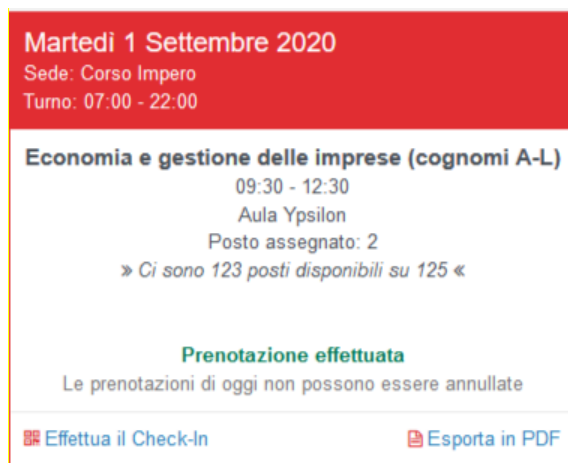 Martedì 1 Settembre 2020
Sede: Corso Impero
Turno: 07:00 - 22:00
Economia e gestione delle imprese (cognomi A-L)
09:30 - 12:30
Aula Ypsilon
Posto assegnato: 2
» Ci sono 123 posti disponibili su 125 «
Prenotazione effettuata
Le prenotazioni di oggi non possono essere annullate
Effettua il Check-In
Esporta in PDF